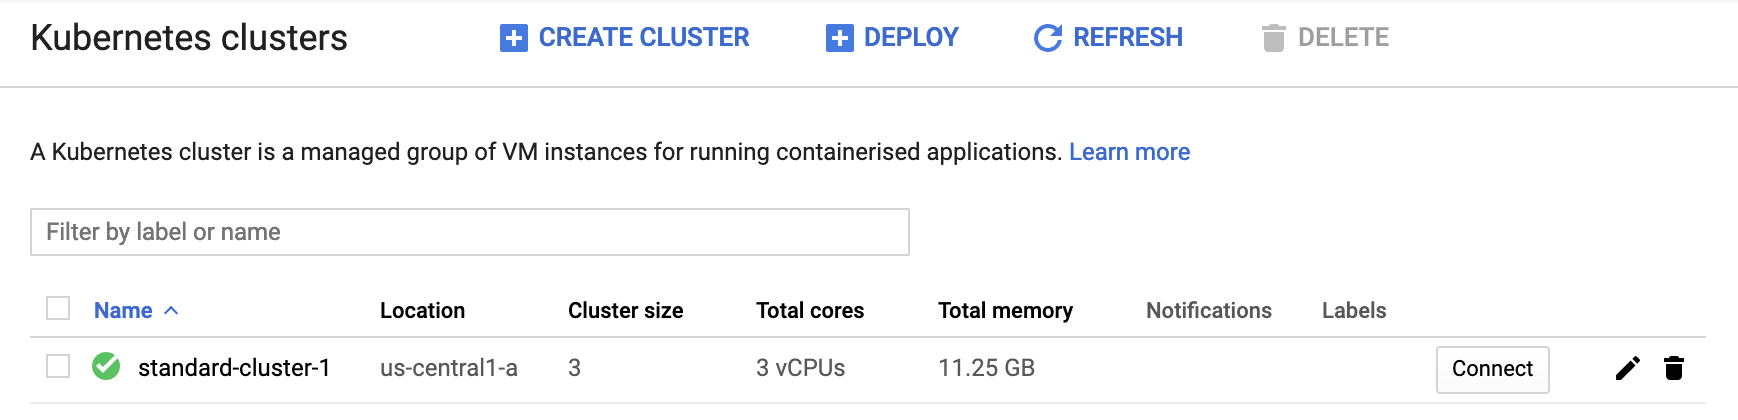 Kubernetes clusters CREATE CLUSTER DEPLOY REFRESH DELETE
A Kubernetes cluster is a managed group of VM instances for running containerised applications. Learn more
Filter by label or name
Name Location Cluster size Total cores Total memory Notifications Labels
standard-cluster-1 us-central1-a 3 3 vCPUs 11.25 GB Connect